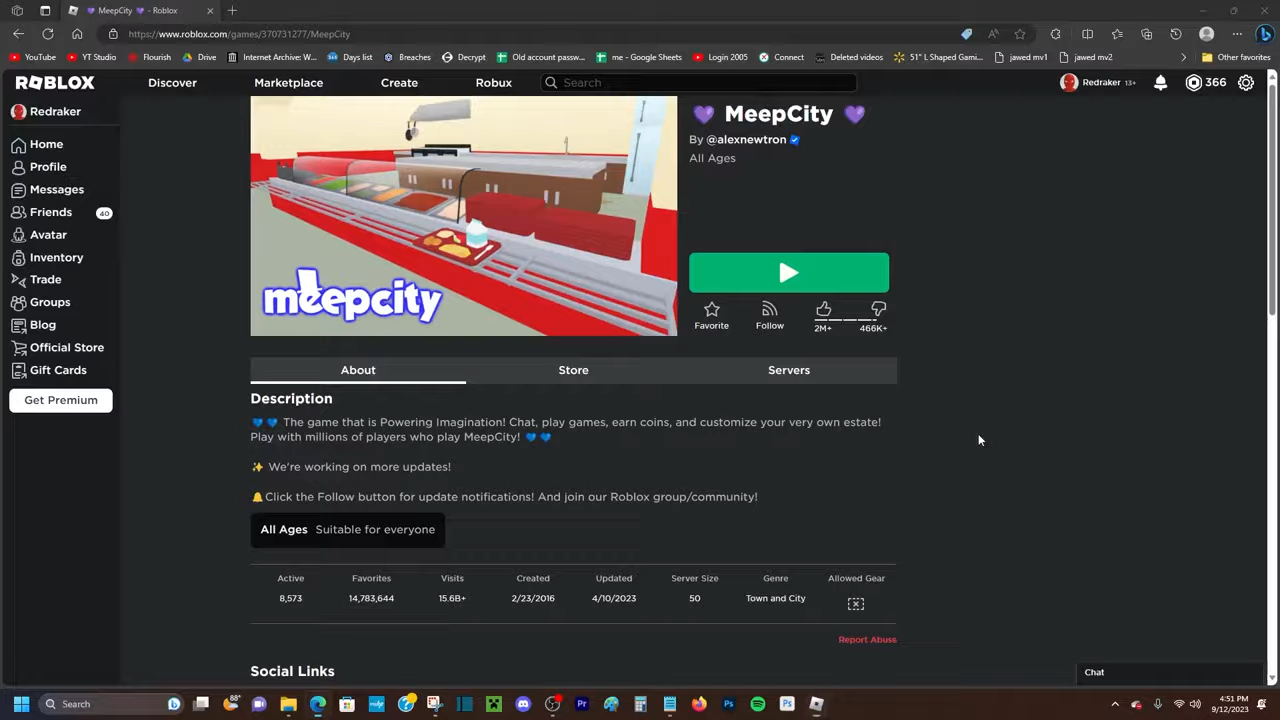 💜 MeepCity 💜 - Roblox
https://www.roblox.com/games/370731277/MeepCity
YouTube
YT Studio
Flourish
Drive
Internet Archive: W...
Days list
Breaches
Decrypt
Old account passw...
me - Google Sheets
Login 2005
Connect
Deleted videos
51" L Shaped Gami...
jawed mv1
jawed mv2
Other favorites
ROBLOX
Discover
Marketplace
Create
Robux
Search
Redraker 13+
366
Redraker
Home
Profile
Messages
Friends 40
Avatar
Inventory
Trade
Groups
Blog
Official Store
Gift Cards
Get Premium
meepcity
💜 MeepCity 💜
By @alexnewtron
All Ages
Favorite
Follow
2M+
466K+
About
Store
Servers
Description
💙 💙 The game that is Powering Imagination! Chat, play games, earn coins, and customize your very own estate!
Play with millions of players who play MeepCity! 💙 💙
✨ We're working on more updates!
🔔Click the Follow button for update notifications! And join our Roblox group/community!
All Ages Suitable for everyone
Active Favorites Visits Created Updated Server Size Genre Allowed Gear
8,573 14,783,644 15.6B+ 2/23/2016 4/10/2023 50 Town and City
Report Abuse
Social Links
Chat
Search
88°
4:51 PM
9/12/2023